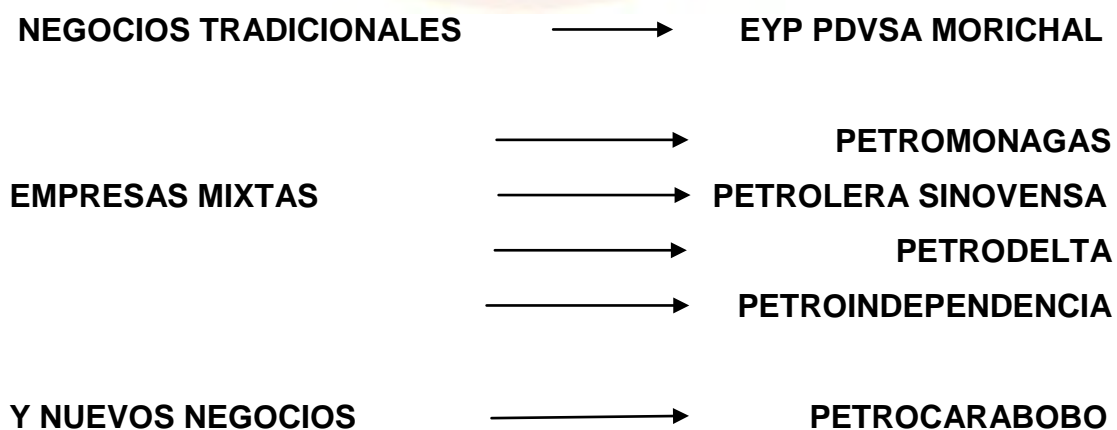 NEGOCIOS TRADICIONALES EYP PDVSA MORICHAL
PETROMONAGAS
EMPRESAS MIXTAS PETROLERA SINOVENSA
PETRODELTA
PETROINDEPENDENCIA
Y NUEVOS NEGOCIOS PETROCARABOBO